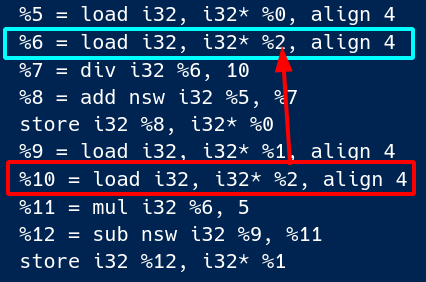 %5 = load i32, i32* %0, align 4
%6 = load i32, i32* %2, align 4
%7 = div i32 %6, 10
%8 = add nsw i32 %5, %7
store i32 %8, i32* %0
%9 = load i32, i32* %1, align 4
%10 = load i32, i32* %2, align 4
%11 = mul i32 %6, 5
%12 = sub nsw i32 %9, %11
store i32 %12, i32* %1